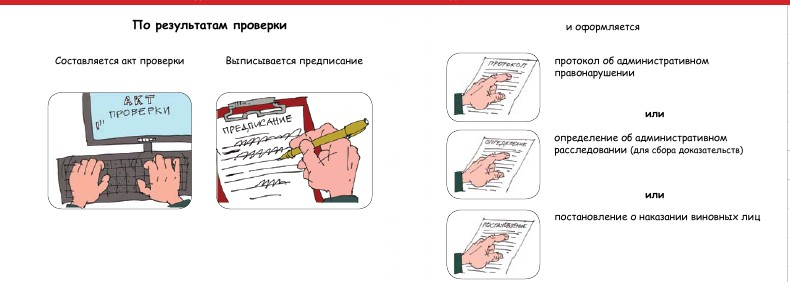 По результатам проверки
Составляется акт проверки
Выписывается предписание
АКТ
ПРОВЕРКИ
ПРЕДПИСАНИЕ
и оформляется
ПРОТОКОЛ
протокол об административном
правонарушении
или
ОПРЕДЕЛЕНИЕ
определение об административном
расследовании (для сбора доказательств)
или
ПОСТАНОВЛЕНИЕ
постановление о наказании виновных лиц